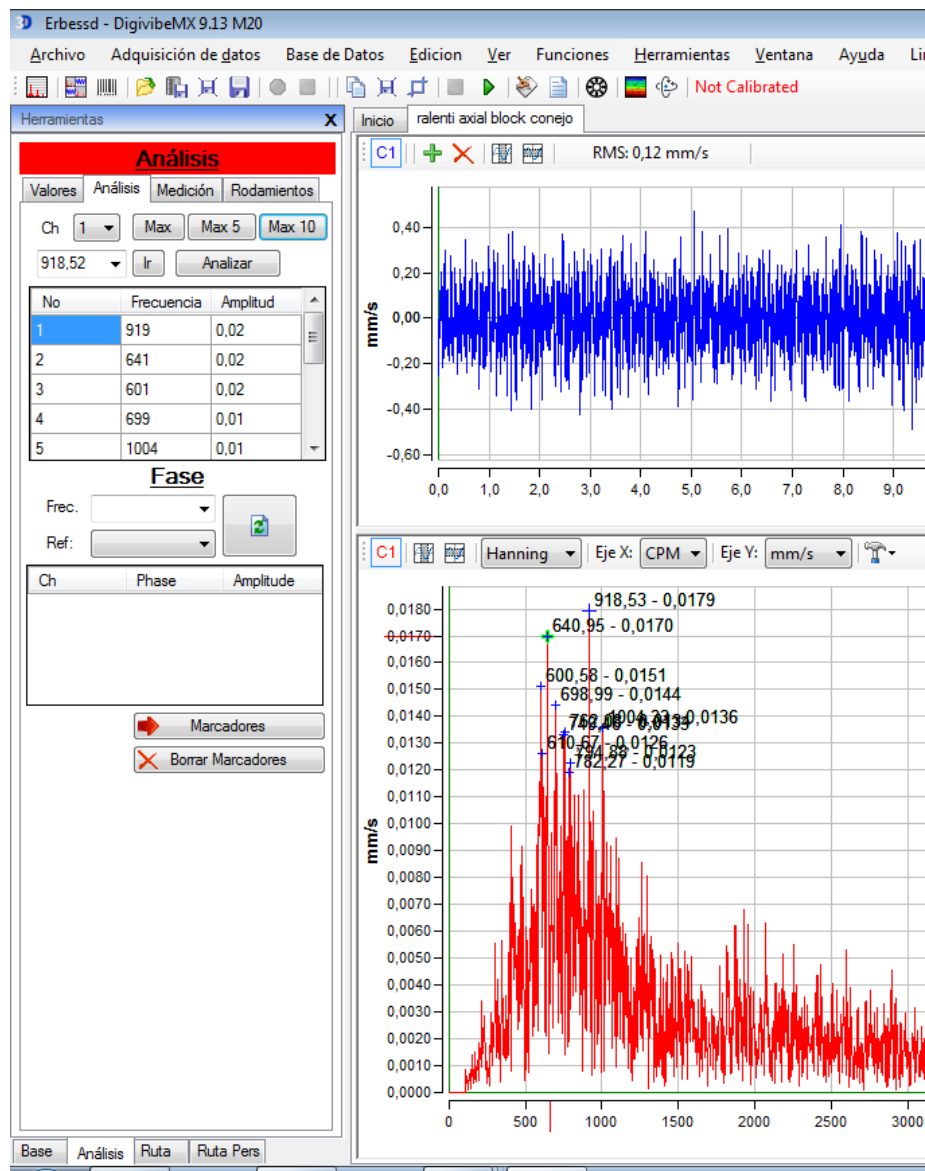 Erbessd - DigivibeMX 9.13 M20
Archivo Adquisición de datos Base de Datos Edicion Ver Funciones Herramientas Ventana Ayuda Lin
Not Calibrated
Herramientas X
Análisis
Valores Análisis Medición Rodamientos
Ch 1 Max Max 5 Max 10
918,52 Ir Analizar
No Frecuencia Amplitud
1 919 0,02
2 641 0,02
3 601 0,02
4 699 0,01
5 1004 0,01
Fase
Frec.
Ref:
Ch Phase Amplitude
Marcadores
Borrar Marcadores
Base Análisis Ruta Ruta Pers
Inicio ralenti axial block conejo
C1 RMS: 0,12 mm/s
mm/s
0,40
0,20
0,00
-0,20
-0,40
-0,60
0,0 1,0 2,0 3,0 4,0 5,0 6,0 7,0 8,0 9,0
C1 Hanning Eje X: CPM Eje Y: mm/s
mm/s
0,0180
0,0170
0,0160
0,0150
0,0140
0,0130
0,0120
0,0110
0,0100
0,0090
0,0080
0,0070
0,0060
0,0050
0,0040
0,0030
0,0020
0,0010
0,0000
918,53 - 0,0179
640,95 - 0,0170
600,58 - 0,0151
698,99 - 0,0144
1004,33 - 0,0136
610,67 - 0,0126
794,88 - 0,0123
782,27 - 0,0119
0 500 1000 1500 2000 2500 3000